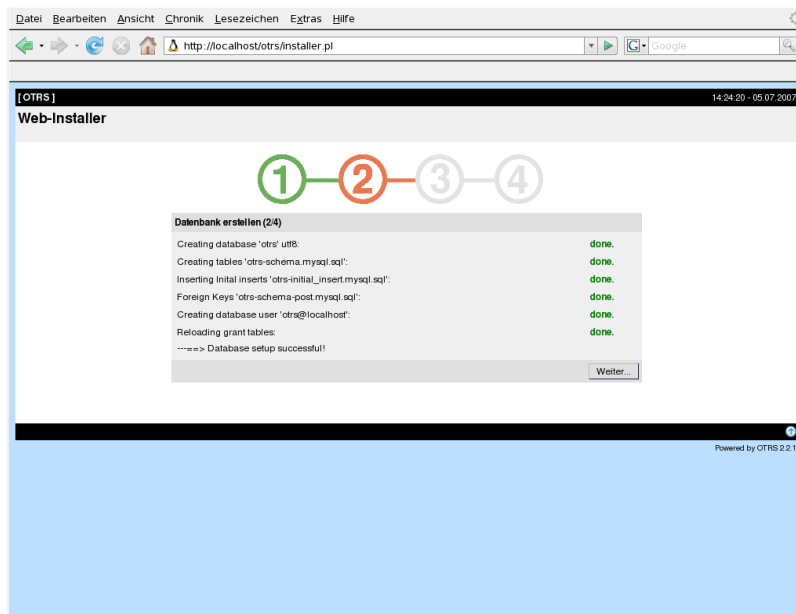 Datei Bearbeiten Ansicht Chronik Lesezeichen Extras Hilfe
http://localhost/otrs/installer.pl
G Google
[ OTRS ] 14:24:20 - 05.07.2007
Web-Installer
1 2 3 4
Datenbank erstellen (2/4)
Creating database 'otrs' utf8: done.
Creating tables 'otrs-schema.mysql.sql': done.
Inserting Inital inserts 'otrs-initial_insert.mysql.sql': done.
Foreign Keys 'otrs-schema-post.mysql.sql': done.
Creating database user 'otrs@localhost': done.
Reloading grant tables: done.
---==> Database setup successful!
Weiter...
Powered by OTRS 2.2.1